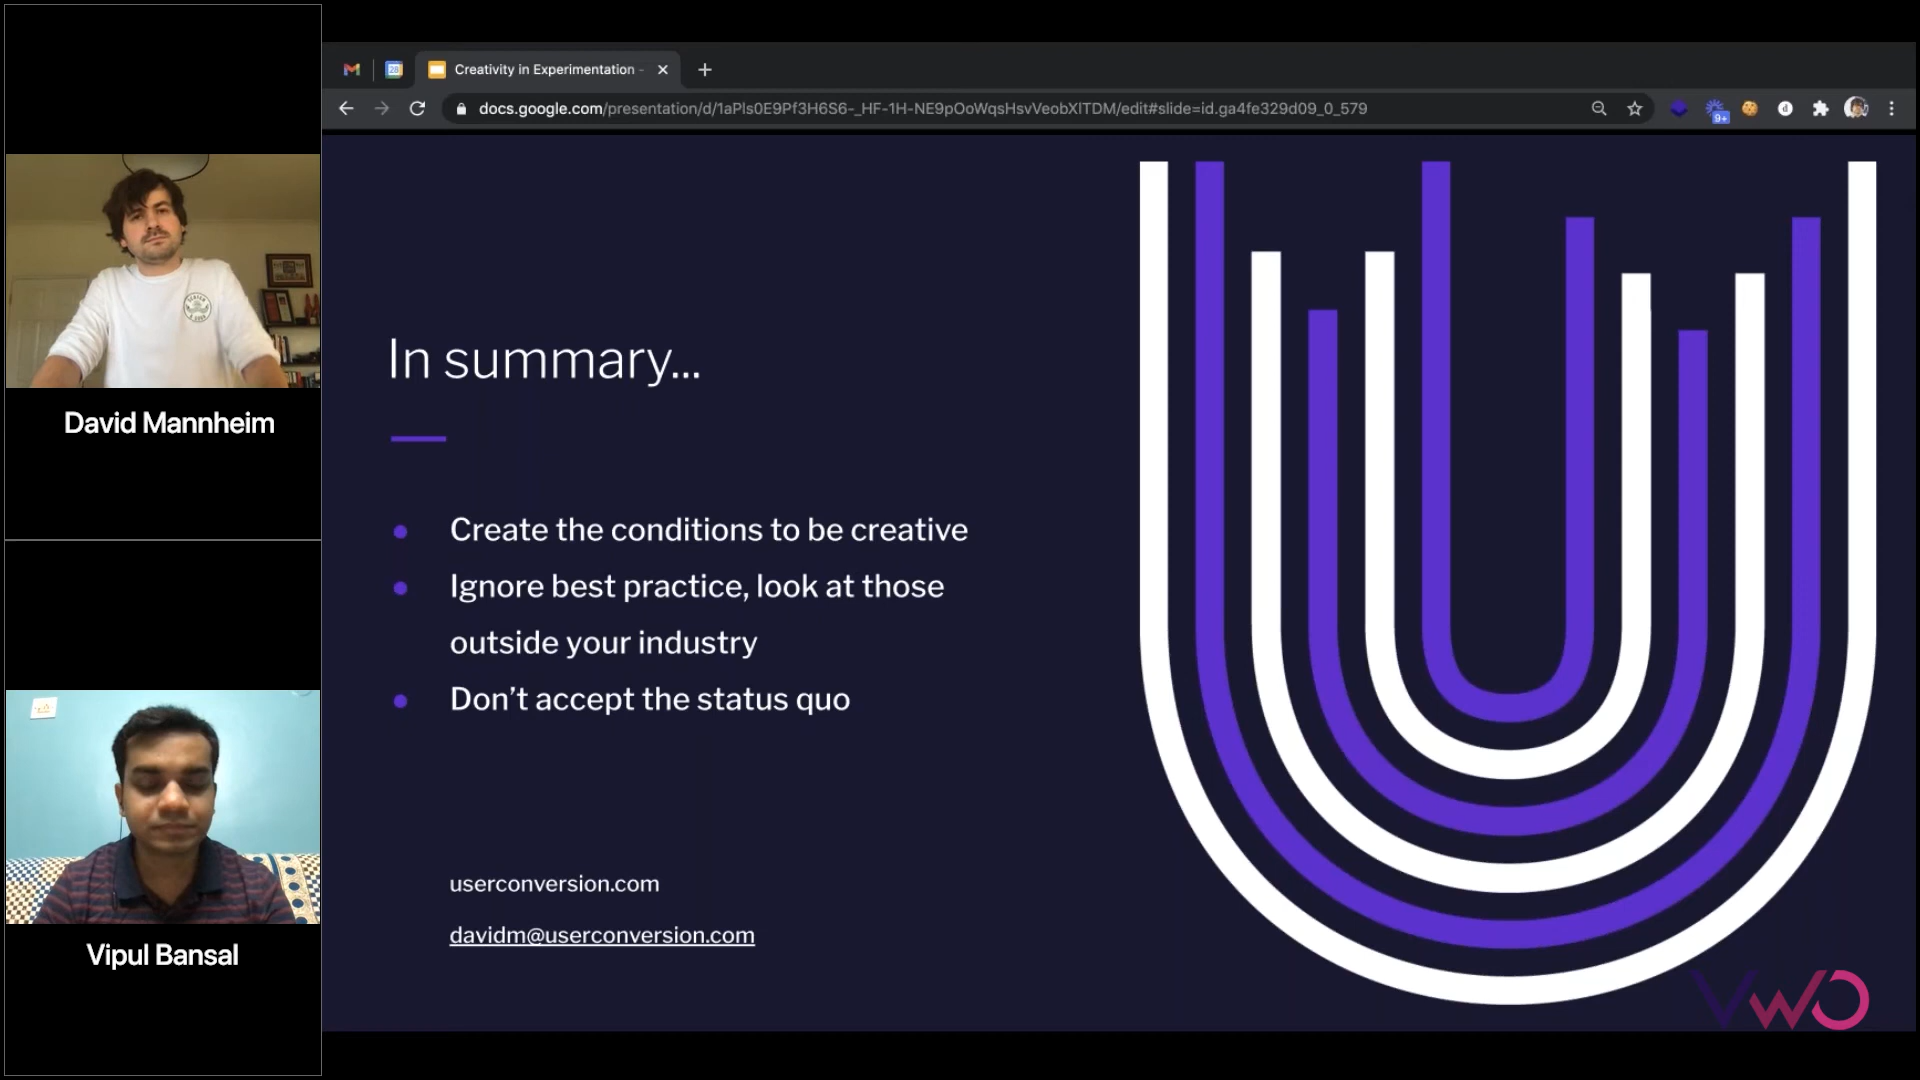 Creativity in Experimentation -
docs.google.com/presentation/d/1aPls0E9Pf3H6S6-_HF-1H-NE9pOoWqsHsvVeobXlTDM/edit#slide=id.ga4fe329d09_0_579
9+
David Mannheim
In summary...
Create the conditions to be creative
Ignore best practice, look at those
outside your industry
Don’t accept the status quo
userconversion.com
davidm@userconversion.com
Vipul Bansal
VWO